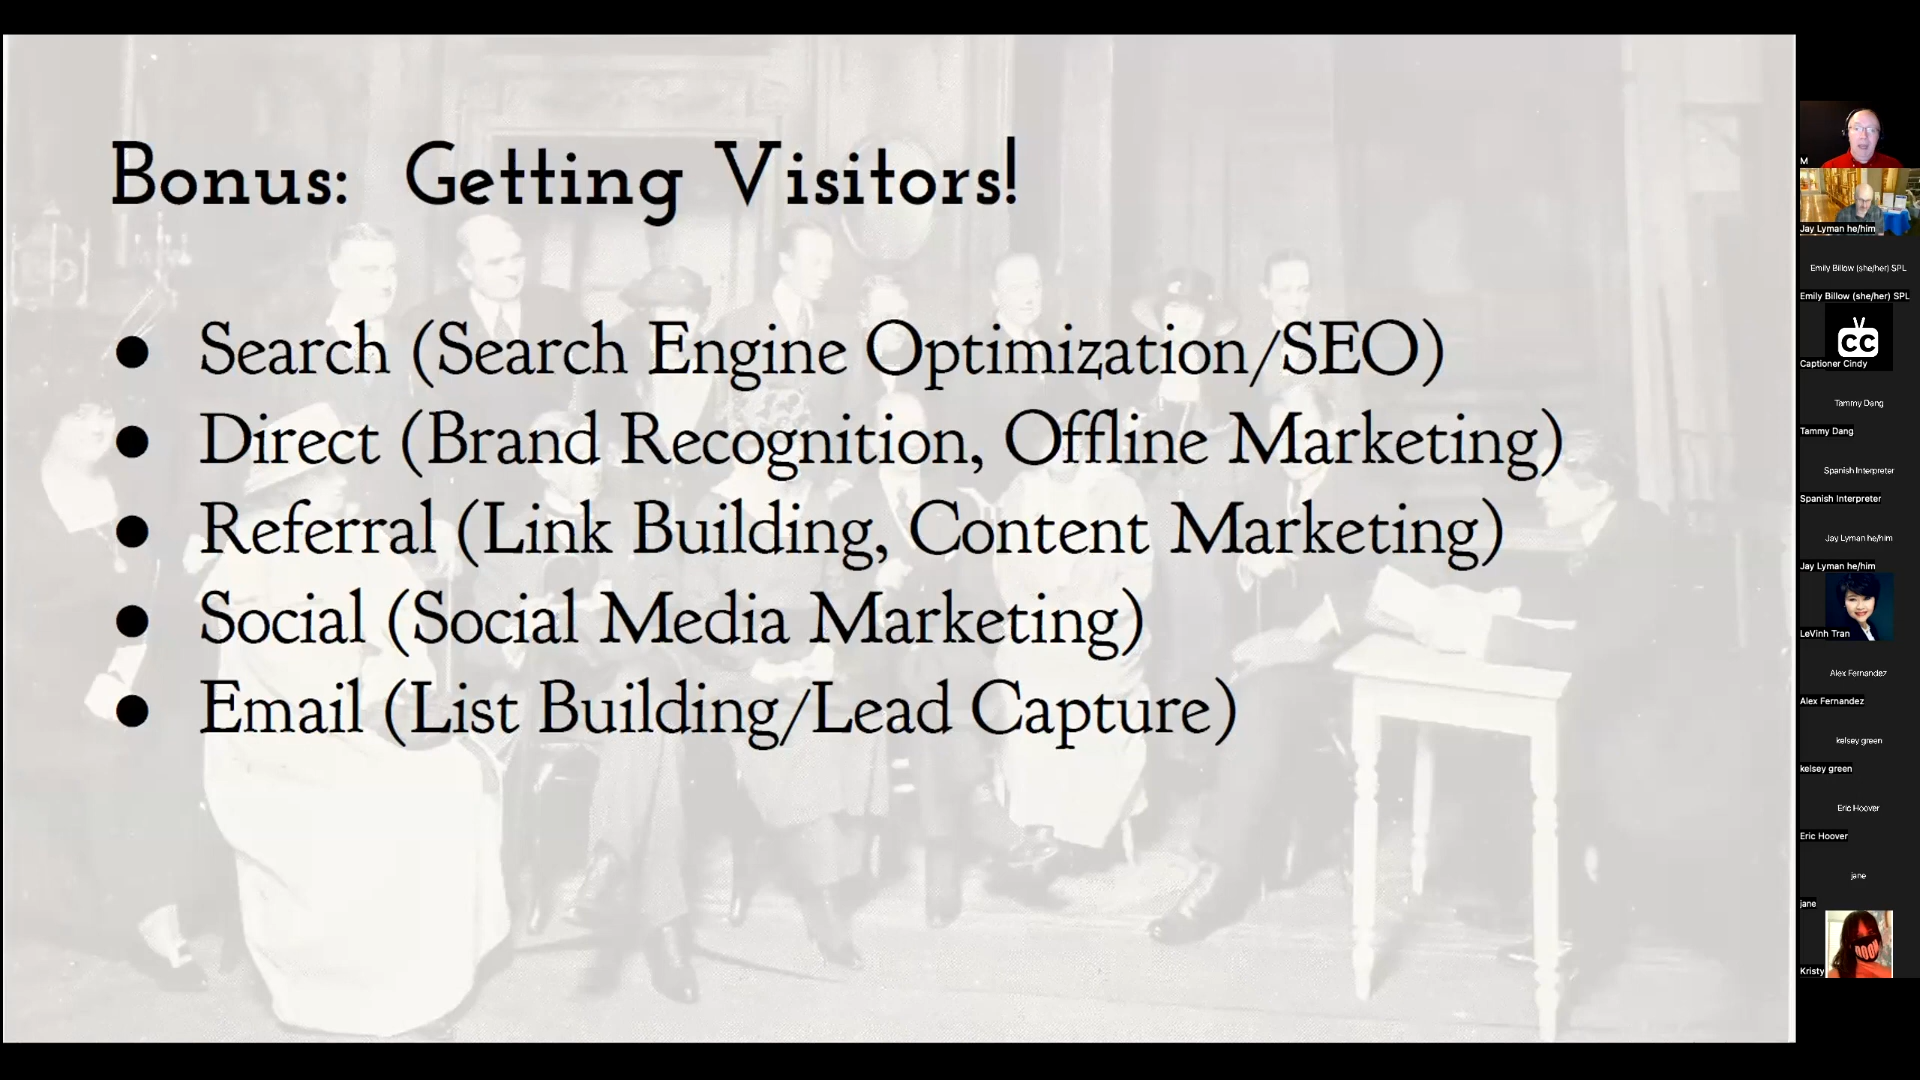 Bonus: Getting Visitors!
● Search (Search Engine Optimization/SEO)
● Direct (Brand Recognition, Offline Marketing)
● Referral (Link Building, Content Marketing)
● Social (Social Media Marketing)
● Email (List Building/Lead Capture)
M
Jay Lyman he/him
Emily Billow (she/her) SPL
Emily Billow (she/her) SPL
CC
Captioner Cindy
Tammy Dang
Tammy Dang
Spanish Interpreter
Spanish Interpreter
Jay Lyman he/him
Jay Lyman he/him
LeVinh Tran
Alex Fernandez
Alex Fernandez
kelsey green
kelsey green
Eric Hoover
Eric Hoover
jane
jane
Kristy